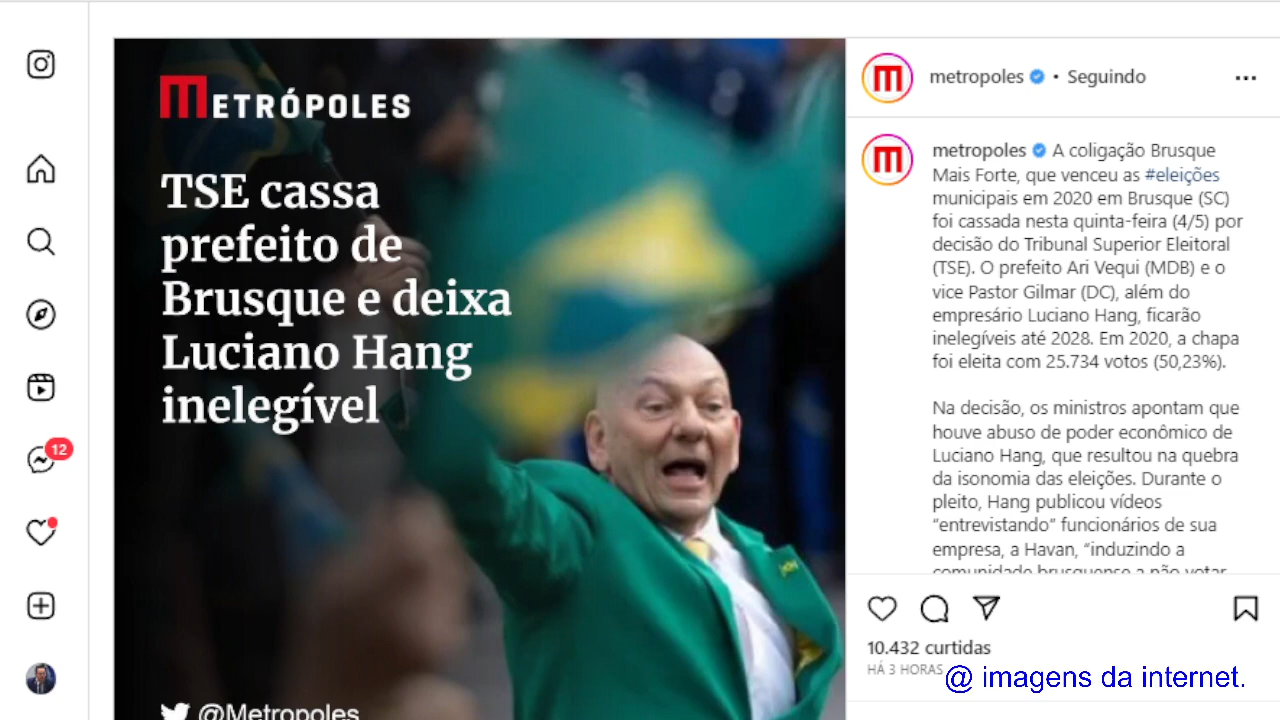 METRÓPOLES
TSE cassa
prefeito de
Brusque e deixa
Luciano Hang
inelegível
@Metropoles
12
metropoles • Seguindo
metropoles A coligação Brusque
Mais Forte, que venceu as #eleições
municipais em 2020 em Brusque (SC)
foi cassada nesta quinta-feira (4/5) por
decisão do Tribunal Superior Eleitoral
(TSE). O prefeito Ari Vequi (MDB) e o
vice Pastor Gilmar (DC), além do
empresário Luciano Hang, ficarão
inelegíveis até 2028. Em 2020, a chapa
foi eleita com 25.734 votos (50,23%).
Na decisão, os ministros apontam que
houve abuso de poder econômico de
Luciano Hang, que resultou na quebra
da isonomia das eleições. Durante o
pleito, Hang publicou vídeos
“entrevistando” funcionários de sua
empresa, a Havan, “induzindo a
comunidade brusquense a não votar
10.432 curtidas
HÁ 3 HORAS
@ imagens da internet.